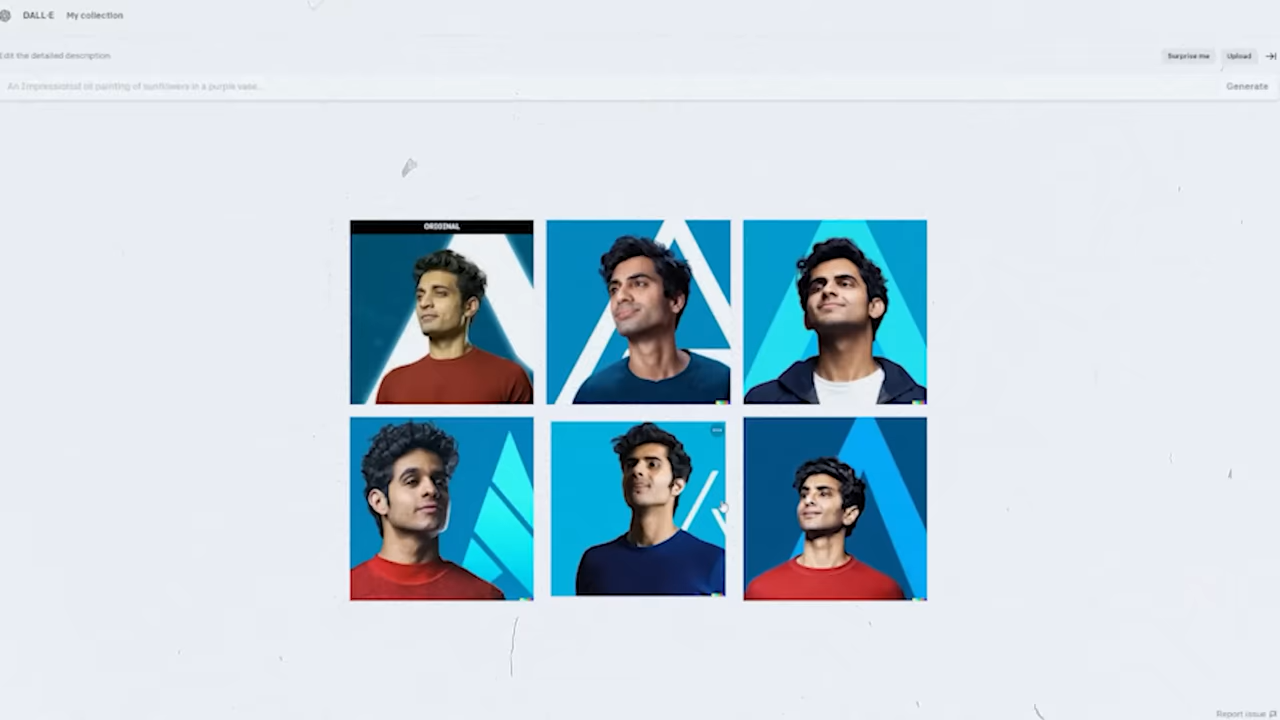 DALL·E My collection
Edit the detailed description
Surprise me Upload
An Impressionist oil painting of sunflowers in a purple vase…
Generate
ORIGINAL
Report issue